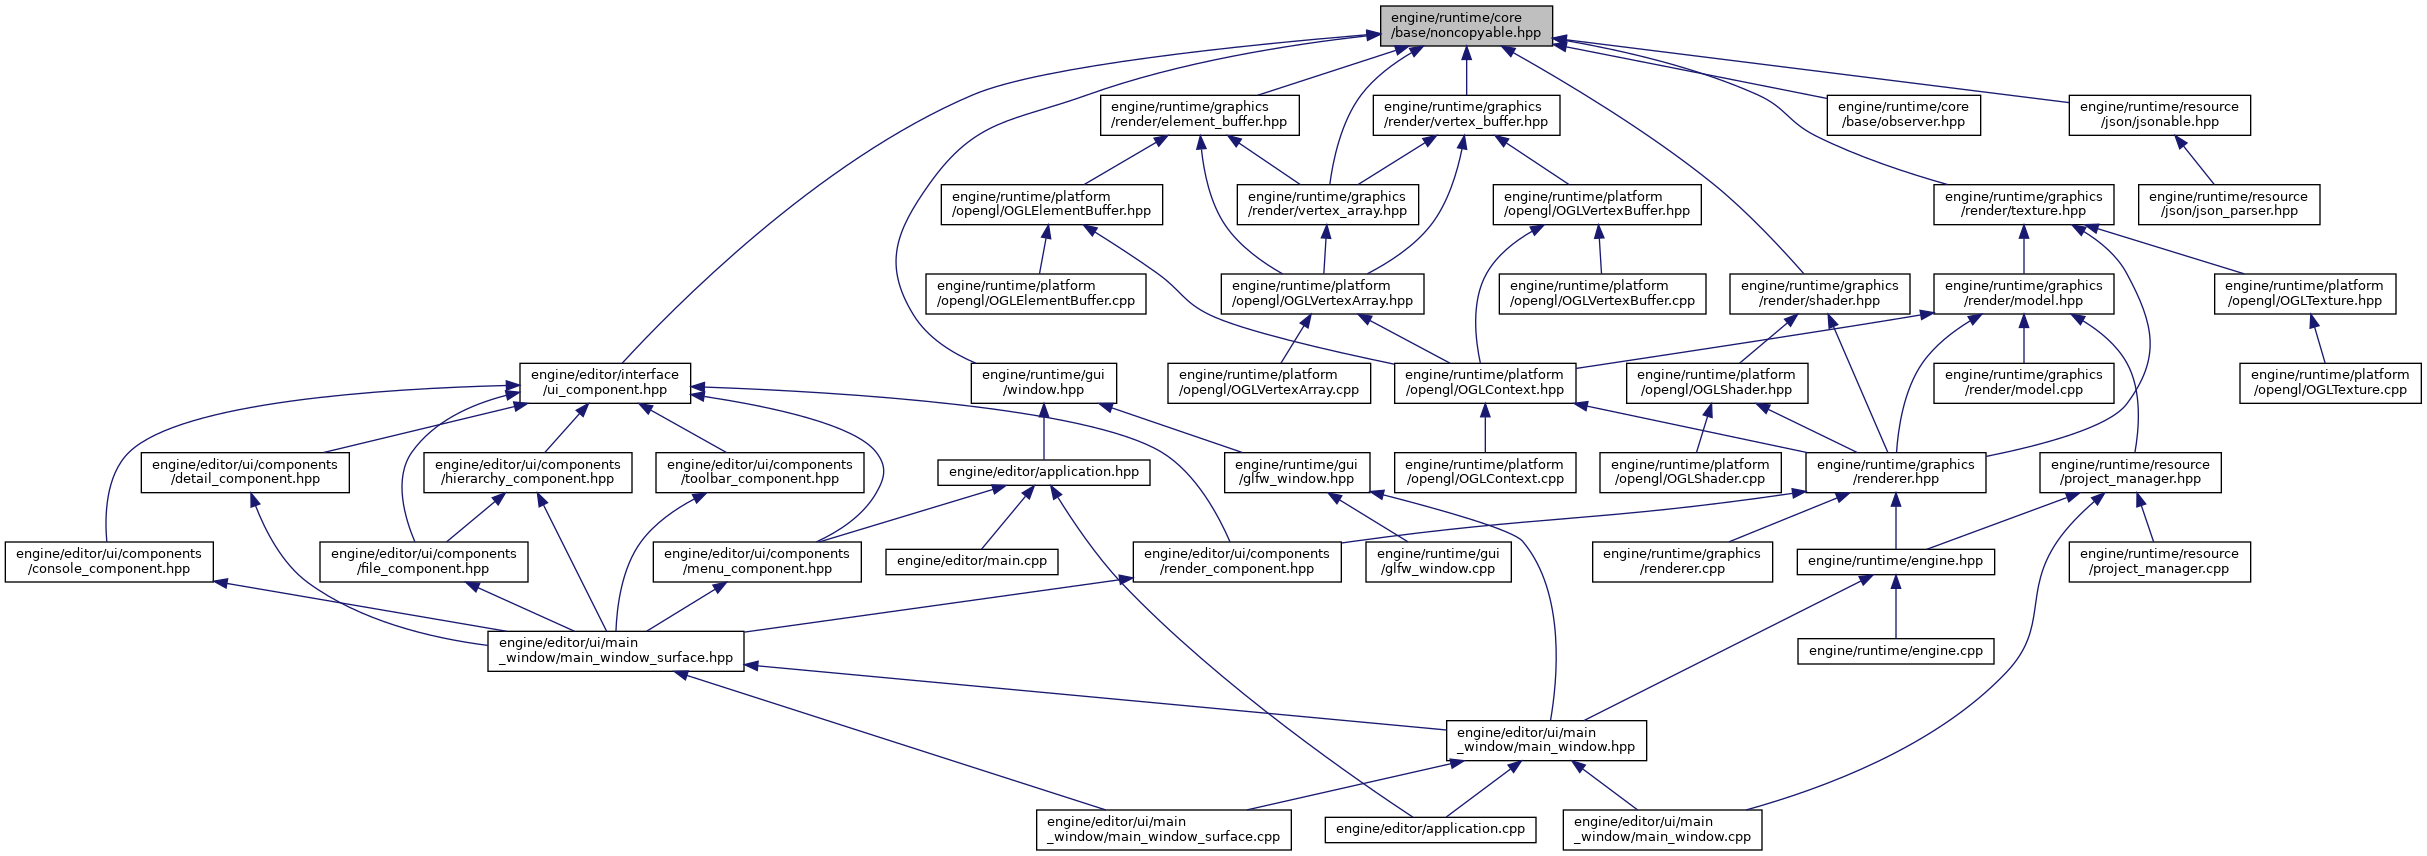 engine/runtime/core
/base/noncopyable.hpp
engine/runtime/graphics
/render/element_buffer.hpp
engine/runtime/graphics
/render/vertex_buffer.hpp
engine/runtime/core
/base/observer.hpp
engine/runtime/resource
/json/jsonable.hpp
engine/runtime/platform
/opengl/OGLElementBuffer.hpp
engine/runtime/graphics
/render/vertex_array.hpp
engine/runtime/platform
/opengl/OGLVertexBuffer.hpp
engine/runtime/graphics
/render/texture.hpp
engine/runtime/resource
/json/json_parser.hpp
engine/runtime/platform
/opengl/OGLElementBuffer.cpp
engine/runtime/platform
/opengl/OGLVertexArray.hpp
engine/runtime/platform
/opengl/OGLVertexBuffer.cpp
engine/runtime/graphics
/render/shader.hpp
engine/runtime/graphics
/render/model.hpp
engine/runtime/platform
/opengl/OGLTexture.hpp
engine/editor/interface
/ui_component.hpp
engine/runtime/gui
/window.hpp
engine/runtime/platform
/opengl/OGLVertexArray.cpp
engine/runtime/platform
/opengl/OGLContext.hpp
engine/runtime/platform
/opengl/OGLShader.hpp
engine/runtime/graphics
/render/model.cpp
engine/runtime/platform
/opengl/OGLTexture.cpp
engine/editor/ui/components
/detail_component.hpp
engine/editor/ui/components
/hierarchy_component.hpp
engine/editor/ui/components
/toolbar_component.hpp
engine/editor/application.hpp
engine/runtime/gui
/glfw_window.hpp
engine/runtime/platform
/opengl/OGLContext.cpp
engine/runtime/platform
/opengl/OGLShader.cpp
engine/runtime/graphics
/renderer.hpp
engine/runtime/resource
/project_manager.hpp
engine/editor/ui/components
/console_component.hpp
engine/editor/ui/components
/file_component.hpp
engine/editor/ui/components
/menu_component.hpp
engine/editor/main.cpp
engine/editor/ui/components
/render_component.hpp
engine/runtime/gui
/glfw_window.cpp
engine/runtime/graphics
/renderer.cpp
engine/runtime/engine.hpp
engine/runtime/resource
/project_manager.cpp
engine/editor/ui/main
_window/main_window_surface.hpp
engine/runtime/engine.cpp
engine/editor/ui/main
_window/main_window.hpp
engine/editor/ui/main
_window/main_window_surface.cpp
engine/editor/application.cpp
engine/editor/ui/main
_window/main_window.cpp